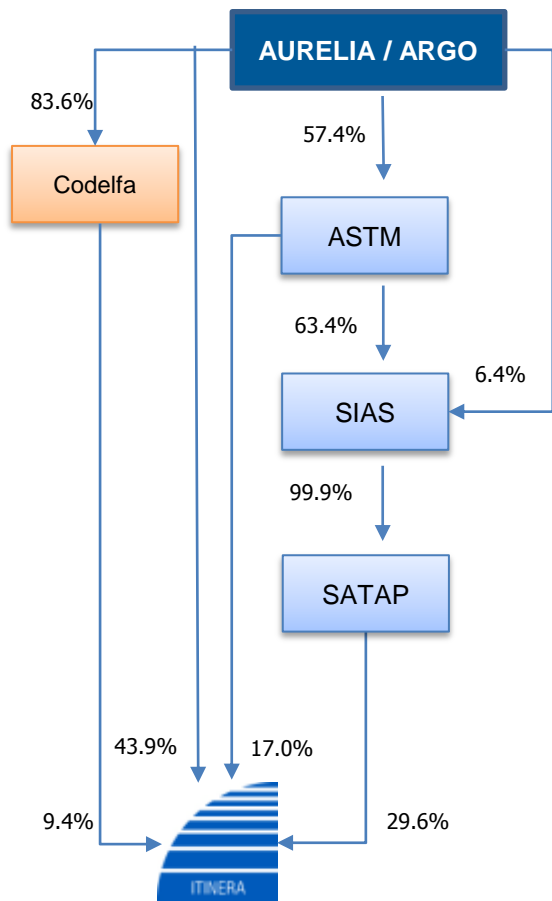 AURELIA / ARGO
83.6%
57.4%
Codelfa
ASTM
63.4%
6.4%
SIAS
99.9%
SATAP
43.9%
17.0%
9.4%
29.6%
ITINERA